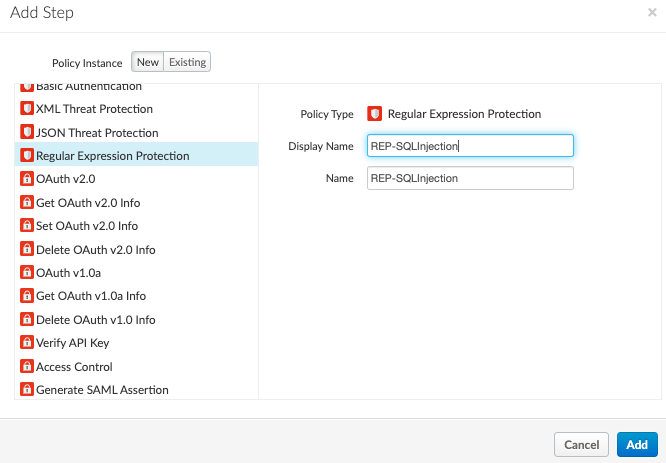 Add Step
×
Policy Instance New Existing
Basic Authentication
XML Threat Protection
JSON Threat Protection
Regular Expression Protection
OAuth v2.0
Get OAuth v2.0 Info
Set OAuth v2.0 Info
Delete OAuth v2.0 Info
OAuth v1.0a
Get OAuth v1.0a Info
Delete OAuth v1.0 Info
Verify API Key
Access Control
Generate SAML Assertion
Policy Type Regular Expression Protection
Display Name REP-SQLInjection
Name REP-SQLInjection
Cancel Add